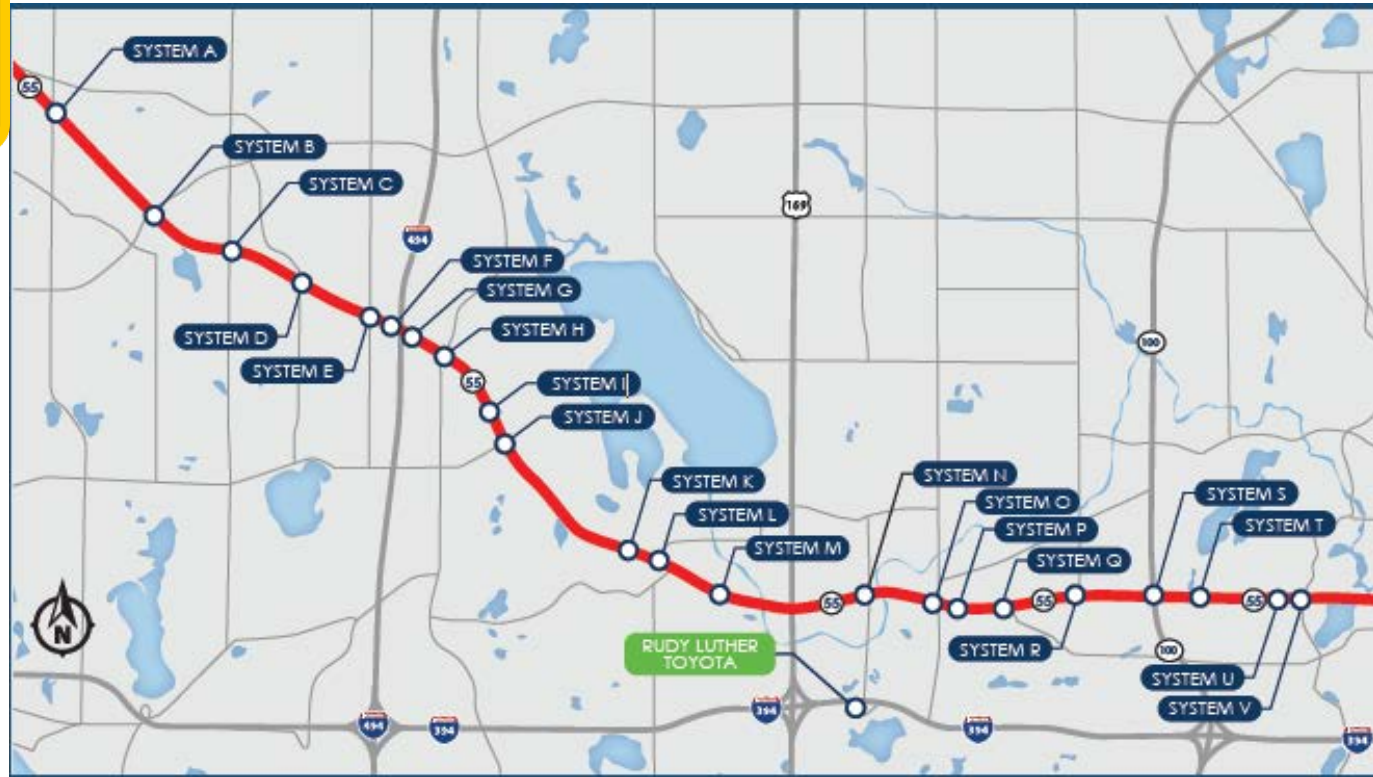 SYSTEM A
55
SYSTEM B
SYSTEM C
169
494
SYSTEM F
SYSTEM G
SYSTEM H
SYSTEM D
100
SYSTEM E
55
SYSTEM I
SYSTEM J
SYSTEM K
SYSTEM N
SYSTEM L
SYSTEM O
SYSTEM S
SYSTEM P
SYSTEM T
SYSTEM M
SYSTEM Q
55
55
55
N
RUDY LUTHER
TOYOTA
SYSTEM R
100
SYSTEM U
SYSTEM V
394
494
394
394
394